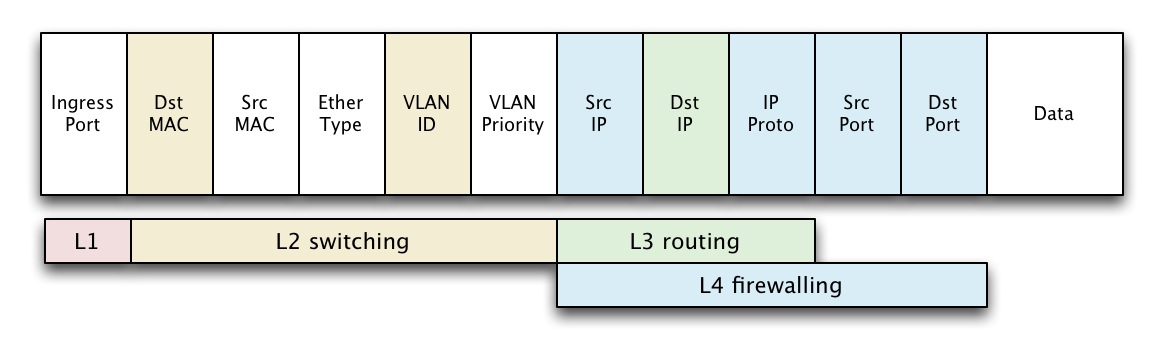 Ingress
Port
Dst
MAC
Src
MAC
Ether
Type
VLAN
ID
VLAN
Priority
Src
IP
Dst
IP
IP
Proto
Src
Port
Dst
Port
Data
L1
L2 switching
L3 routing
L4 firewalling